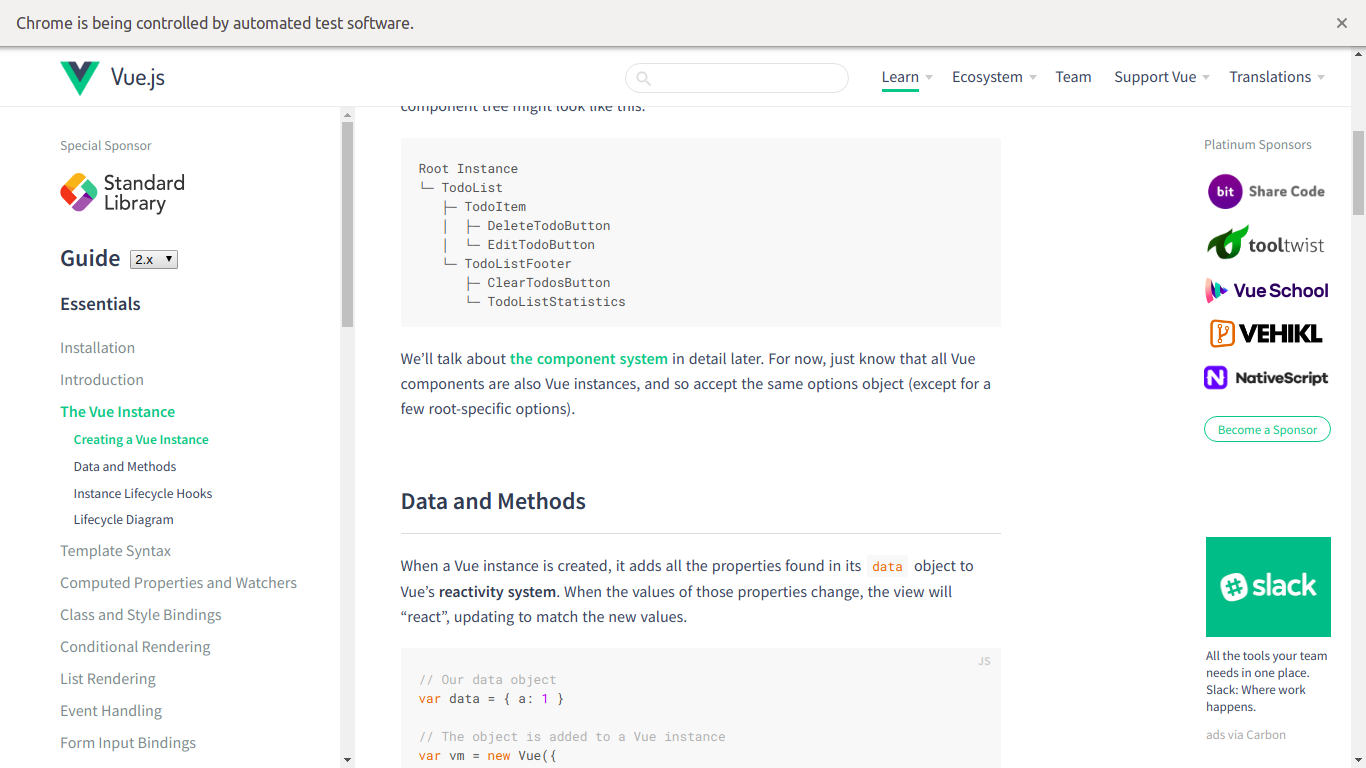 Chrome is being controlled by automated test software.
Vue.js
Learn
Ecosystem
Team
Support Vue
Translations
Special Sponsor
Standard
Library
Guide
2.x
Essentials
Installation
Introduction
The Vue Instance
Creating a Vue Instance
Data and Methods
Instance Lifecycle Hooks
Lifecycle Diagram
Template Syntax
Computed Properties and Watchers
Class and Style Bindings
Conditional Rendering
List Rendering
Event Handling
Form Input Bindings
component tree might look like this:
Root Instance
└─ TodoList
   ├─ TodoItem
   │  ├─ DeleteTodoButton
   │  └─ EditTodoButton
   └─ TodoListFooter
      ├─ ClearTodosButton
      └─ TodoListStatistics
We’ll talk about the component system in detail later. For now, just know that all Vue
components are also Vue instances, and so accept the same options object (except for a
few root-specific options).
Data and Methods
When a Vue instance is created, it adds all the properties found in its data object to
Vue’s reactivity system. When the values of those properties change, the view will
“react”, updating to match the new values.
JS
// Our data object
var data = { a: 1 }
// The object is added to a Vue instance
var vm = new Vue({
Platinum Sponsors
bit Share Code
tooltwist
Vue School
VEHIKL
NativeScript
Become a Sponsor
slack
All the tools your team
needs in one place.
Slack: Where work
happens.
ads via Carbon